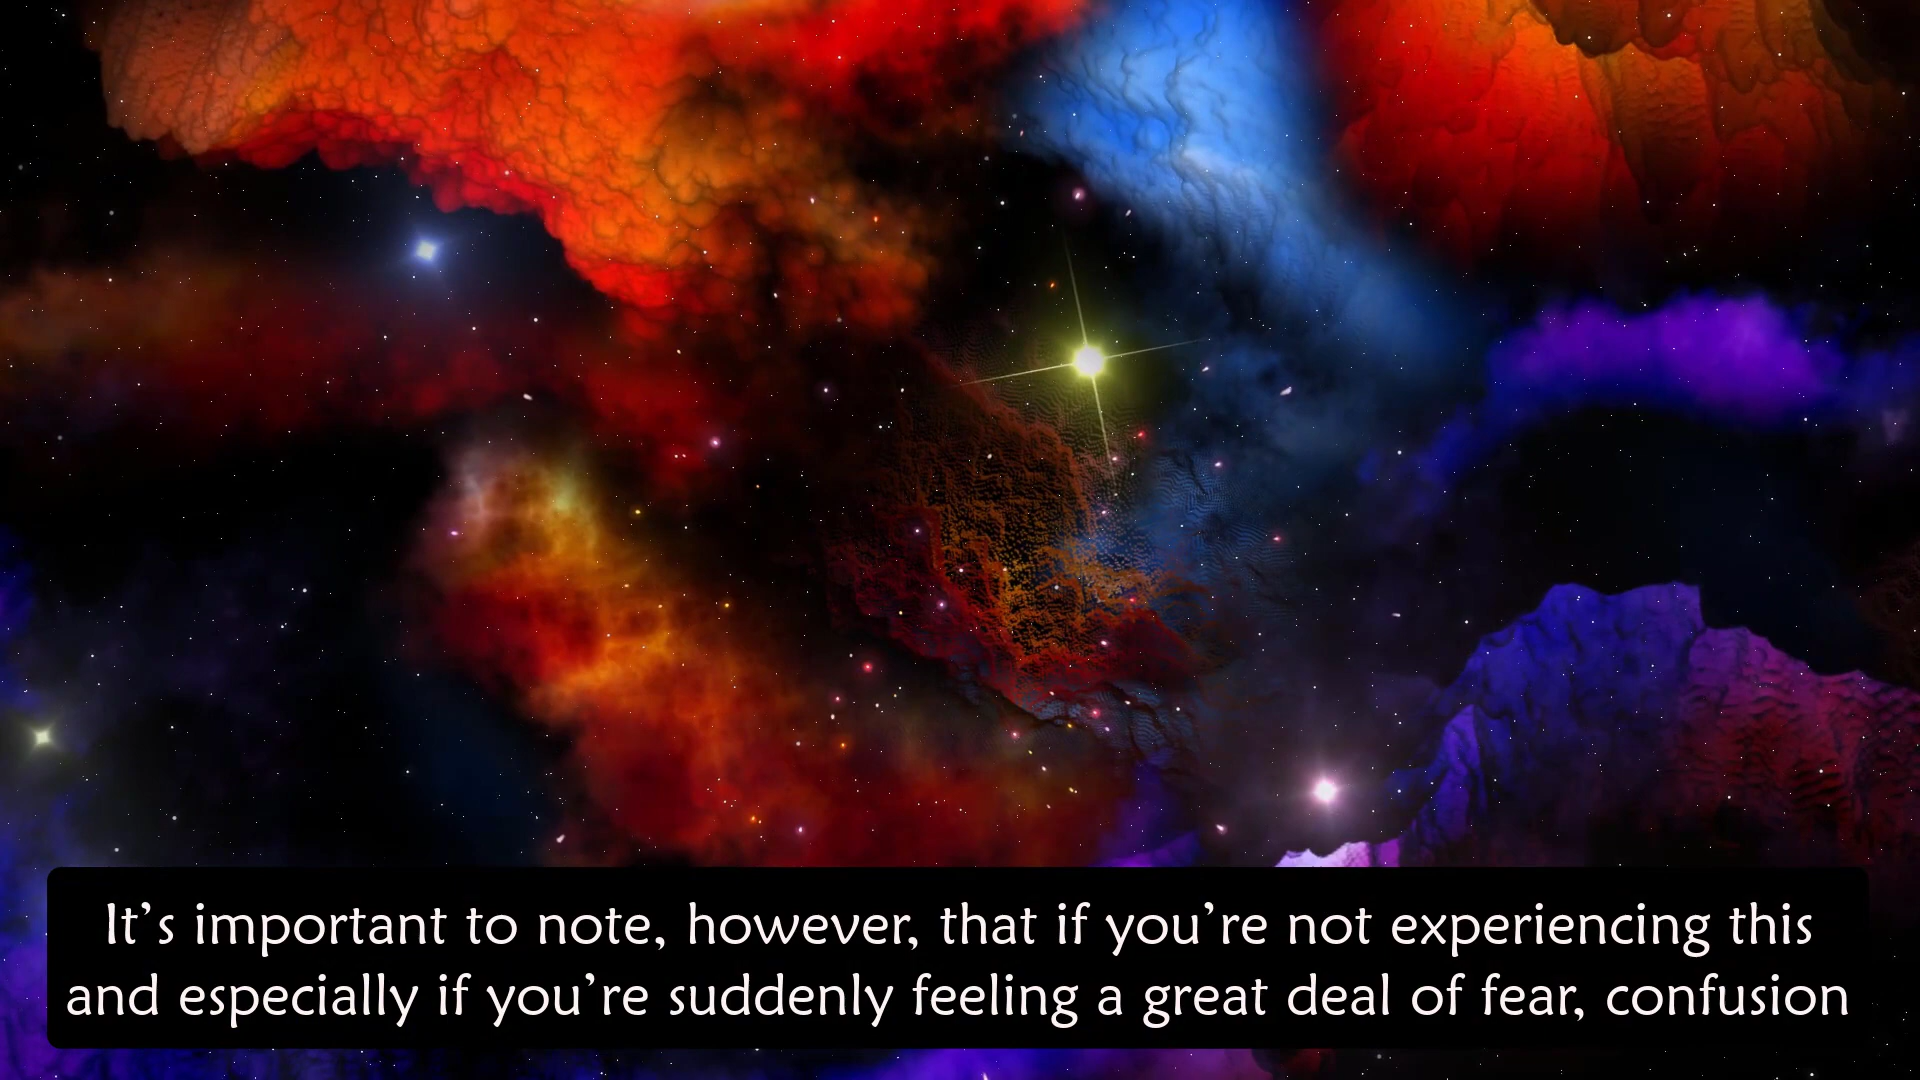 It’s important to note, however, that if you’re not experiencing this
and especially if you’re suddenly feeling a great deal of fear, confusion